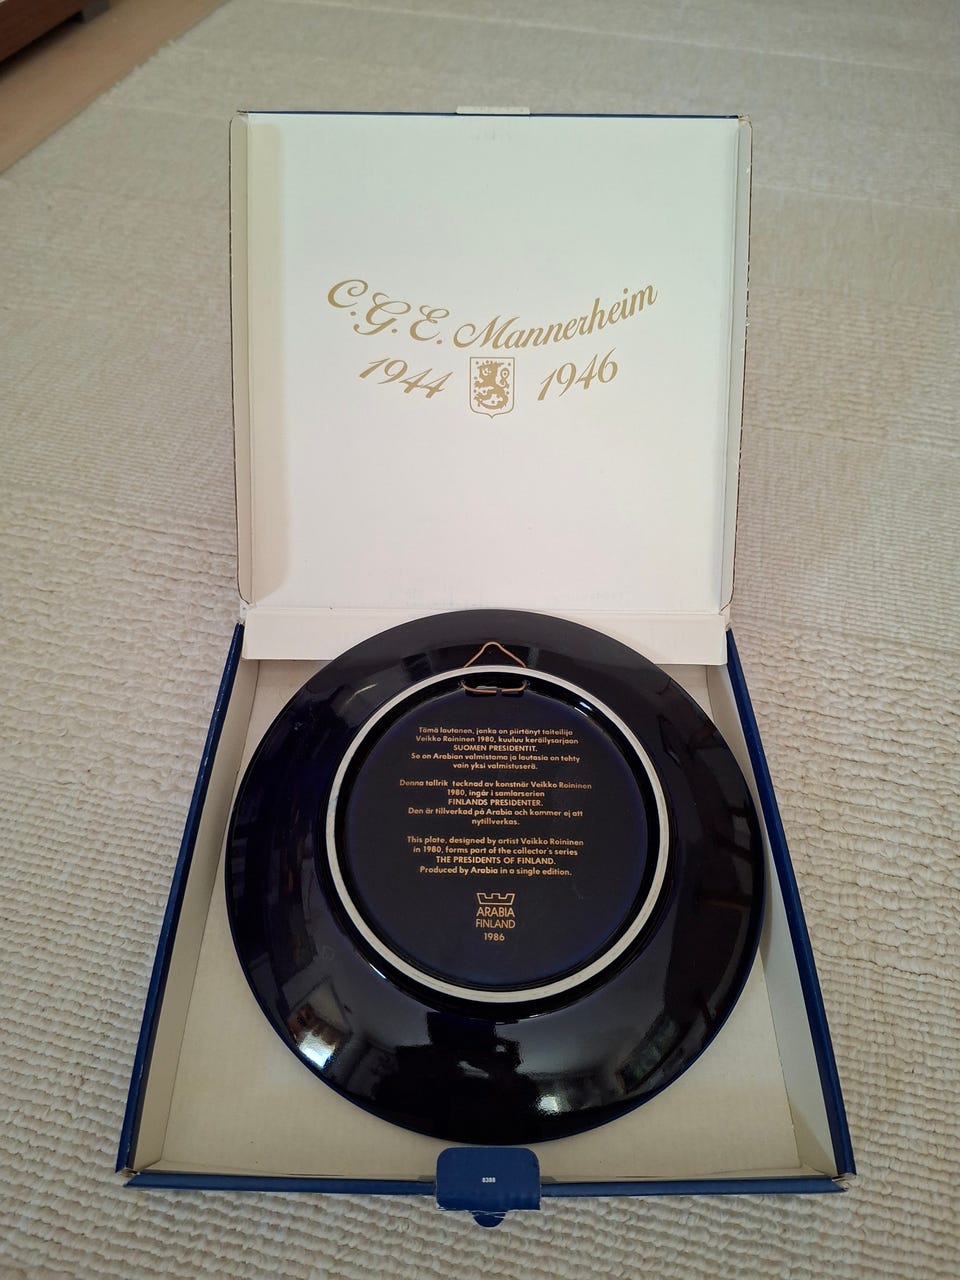 C.G.E. Mannerheim
1944 1946
Tämä lautanen, jonka on piirtänyt taiteilija
Veikko Roininen 1980, kuuluu keräilysarjaan
SUOMEN PRESIDENTIT.
Se on Arabian valmistama ja lautasia on tehty
vain yksi valmistuserä.
Denna tallrik tecknad av konstnär Veikko Roininen
1980, ingår i samlarserien
FINLANDS PRESIDENTER.
Den är tillverkad på Arabia och kommer ej att
nytillverkas.
This plate, designed by artist Veikko Roininen
in 1980, forms part of the collector's series
THE PRESIDENTS OF FINLAND.
Produced by Arabia in a single edition.
ARABIA
FINLAND
1986
8388